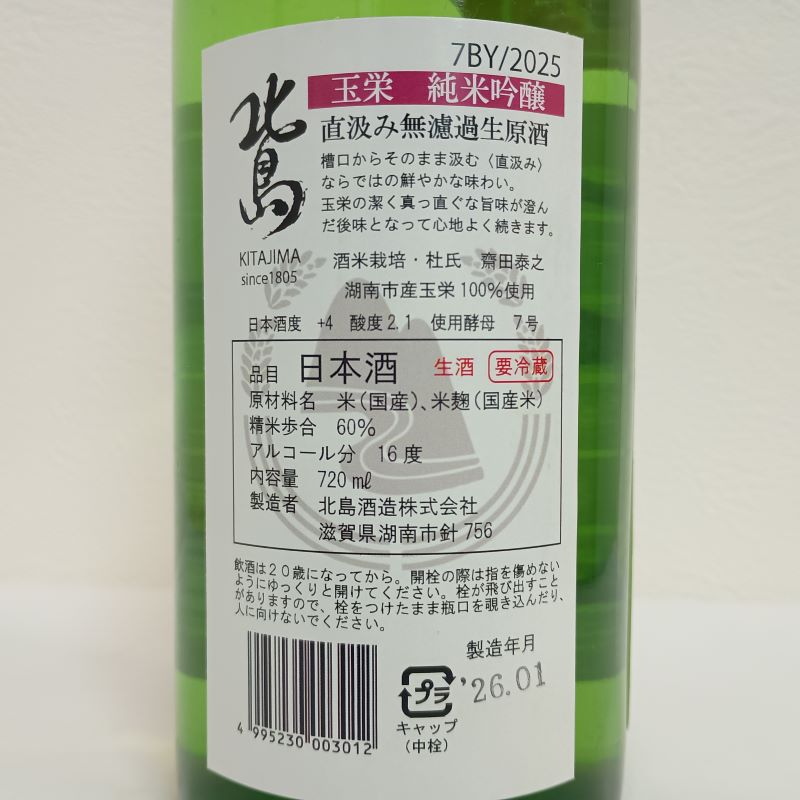 7BY/2025
北島
KITAJIMA
since1805
玉栄　純米吟醸
直汲み無濾過生原酒
槽口からそのまま汲む〈直汲み〉
ならではの鮮やかな味わい。
玉栄の潔く真っ直ぐな旨味が澄ん
だ後味となって心地よく続きます。
酒米栽培・杜氏　齋田泰之
湖南市産玉栄100%使用
日本酒度　+4　酸度2.1　使用酵母　7号
品目　日本酒　生酒　要冷蔵
原材料名　米(国産)、米麹(国産米)
精米歩合　60%
アルコール分　16度
内容量　720㎖
製造者　北島酒造株式会社
滋賀県湖南市針756
飲酒は20歳になってから。開栓の際は指を傷めない
ようにゆっくりと開けてください。栓が飛び出すこと
がありますので、栓をつけたまま瓶口を覗き込んだり、
人に向けないでください。
製造年月
'26.01
プラ
キャップ
(中栓)
4 995230 003012